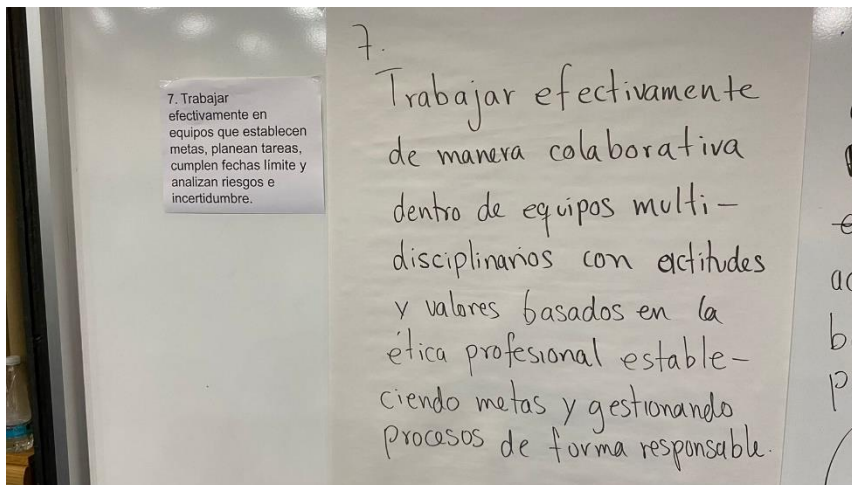 7. Trabajar
efectivamente en
equipos que establecen
metas, planean tareas,
cumplen fechas límite y
analizan riesgos e
incertidumbre.
7.
Trabajar efectivamente
de manera colaborativa
dentro de equipos multi-
disciplinarios con actitudes
y valores basados en la
ética profesional estable-
ciendo metas y gestionando
procesos de forma responsable.